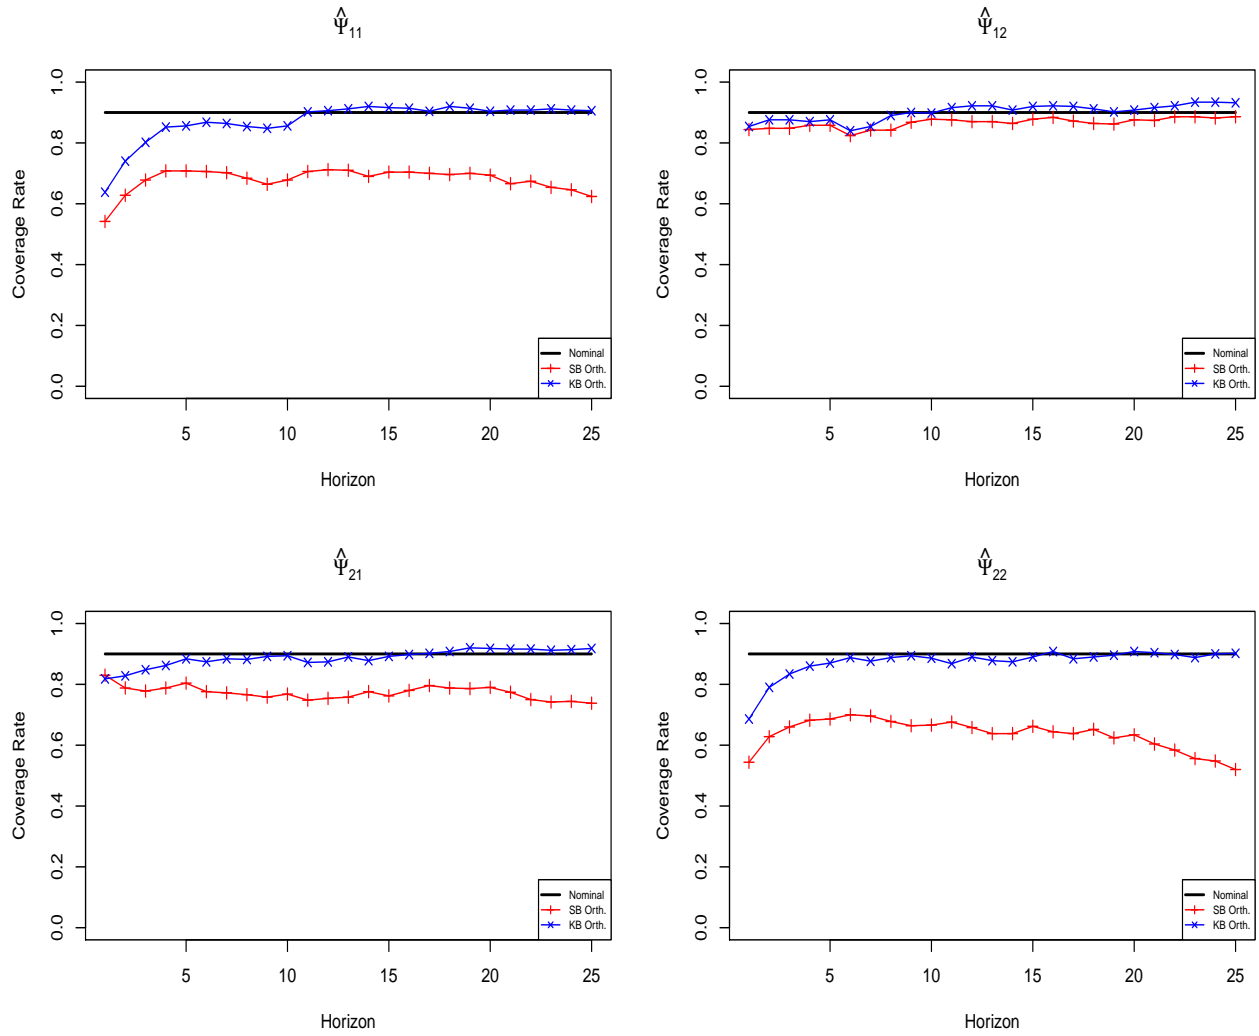 Ψ̂11
Coverage Rate
1.0
0.8
0.6
0.4
0.2
0.0
Nominal
SB Orth.
KB Orth.
5 10 15 20 25
Horizon
Ψ̂12
Coverage Rate
1.0
0.8
0.6
0.4
0.2
0.0
Nominal
SB Orth.
KB Orth.
5 10 15 20 25
Horizon
Ψ̂21
Coverage Rate
1.0
0.8
0.6
0.4
0.2
0.0
Nominal
SB Orth.
KB Orth.
5 10 15 20 25
Horizon
Ψ̂22
Coverage Rate
1.0
0.8
0.6
0.4
0.2
0.0
Nominal
SB Orth.
KB Orth.
5 10 15 20 25
Horizon